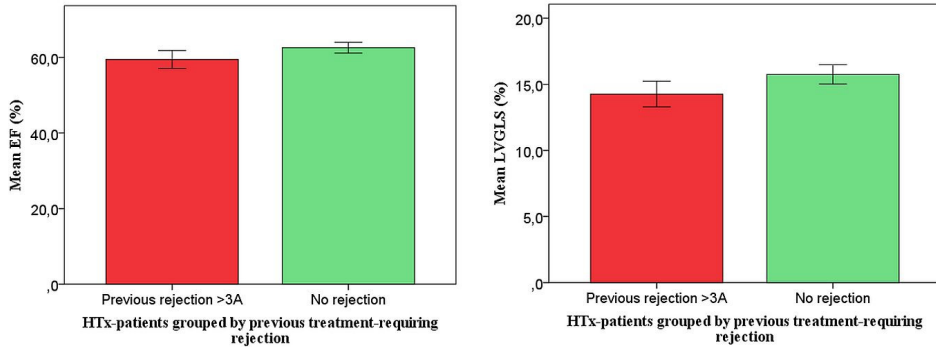 Mean EF (%)
60,0
40,0
20,0
,0
Previous rejection >3A
No rejection
HTx-patients grouped by previous treatment-requiring
rejection
Mean LVGLS (%)
20,0
15,0
10,0
5,0
,0
Previous rejection >3A
No rejection
HTx-patients grouped by previous treatment-requiring
rejection